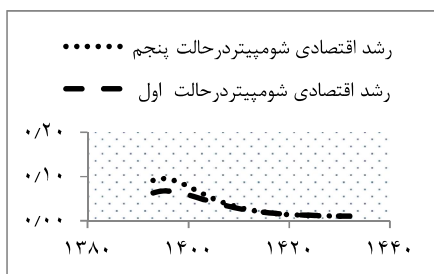 رشد اقتصادی شومپیتردرحالت پنجم
رشد اقتصادی شومپیتردرحالت اول
۰/۲۰
۰/۱۰
۰/۰۰
۱۳۸۰ ۱۴۰۰ ۱۴۲۰ ۱۴۴۰